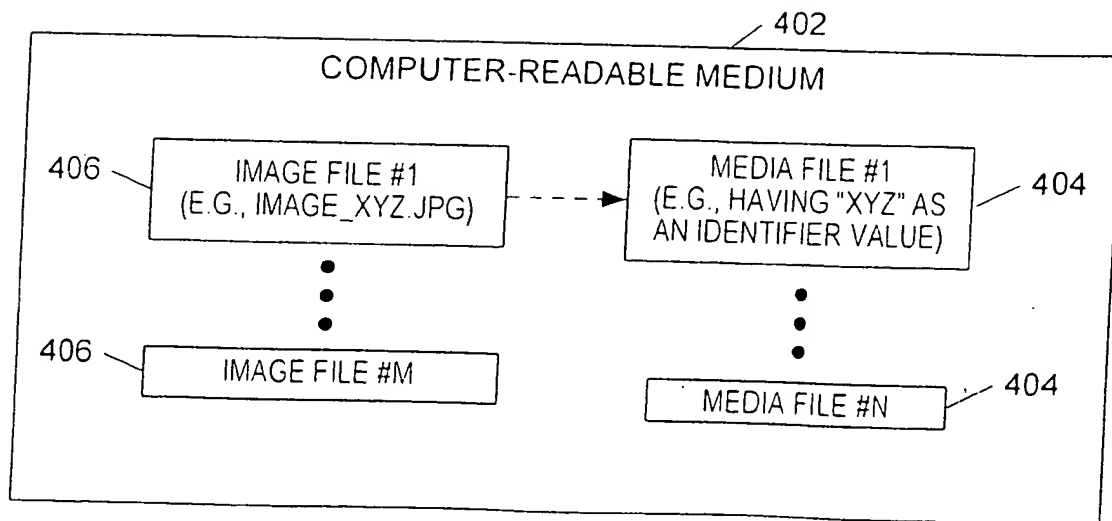 402
COMPUTER-READABLE MEDIUM
406
IMAGE FILE #1
(E.G., IMAGE_XYZ.JPG)
MEDIA FILE #1
(E.G., HAVING "XYZ" AS
AN IDENTIFIER VALUE)
404
406
IMAGE FILE #M
MEDIA FILE #N
404